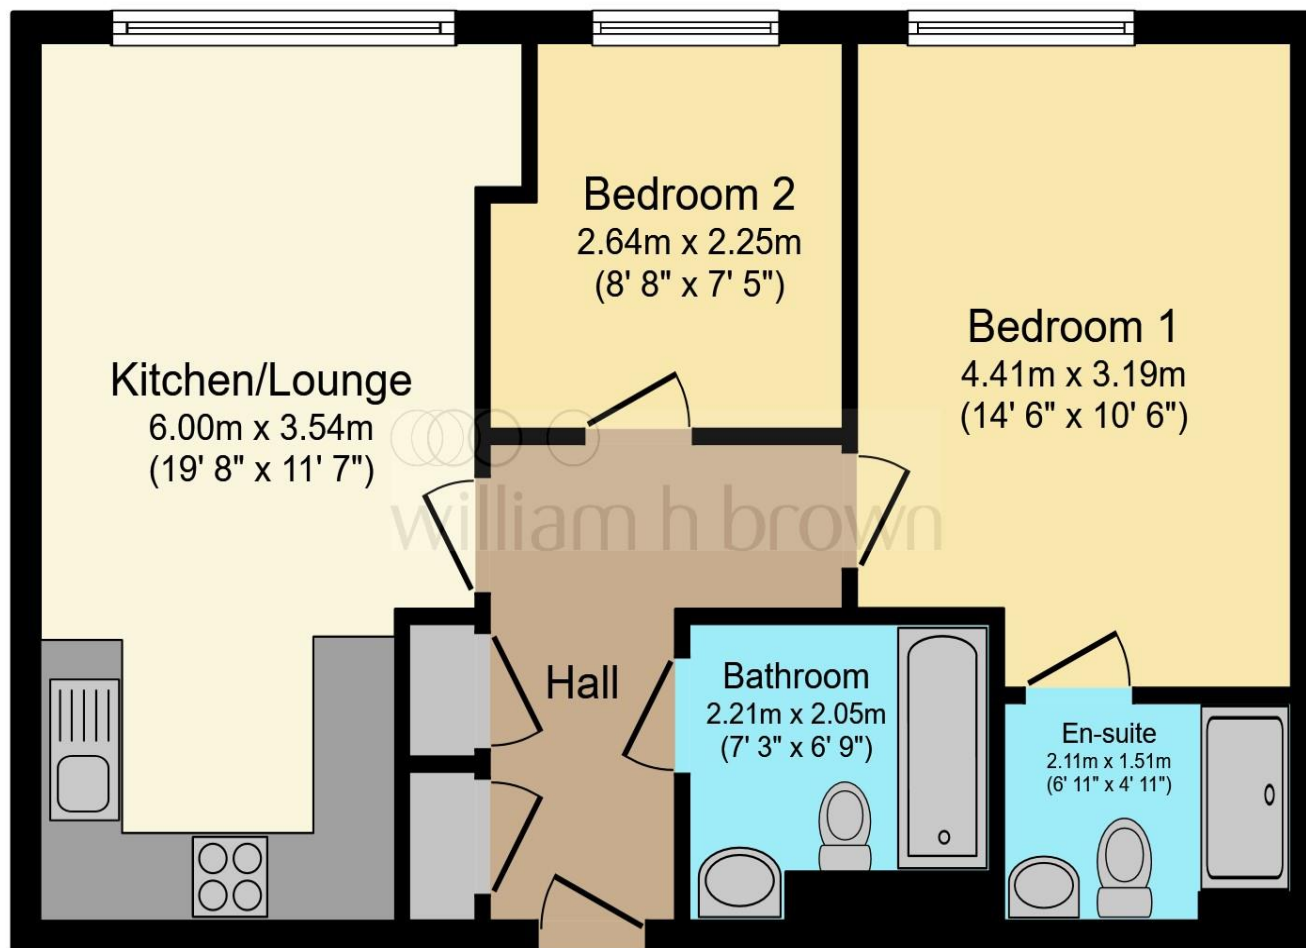 Kitchen/Lounge
6.00m x 3.54m
(19' 8" x 11' 7")
Bedroom 2
2.64m x 2.25m
(8' 8" x 7' 5")
Bedroom 1
4.41m x 3.19m
(14' 6" x 10' 6")
william h brown
Hall
Bathroom
2.21m x 2.05m
(7' 3" x 6' 9")
En-suite
2.11m x 1.51m
(6' 11" x 4' 11")